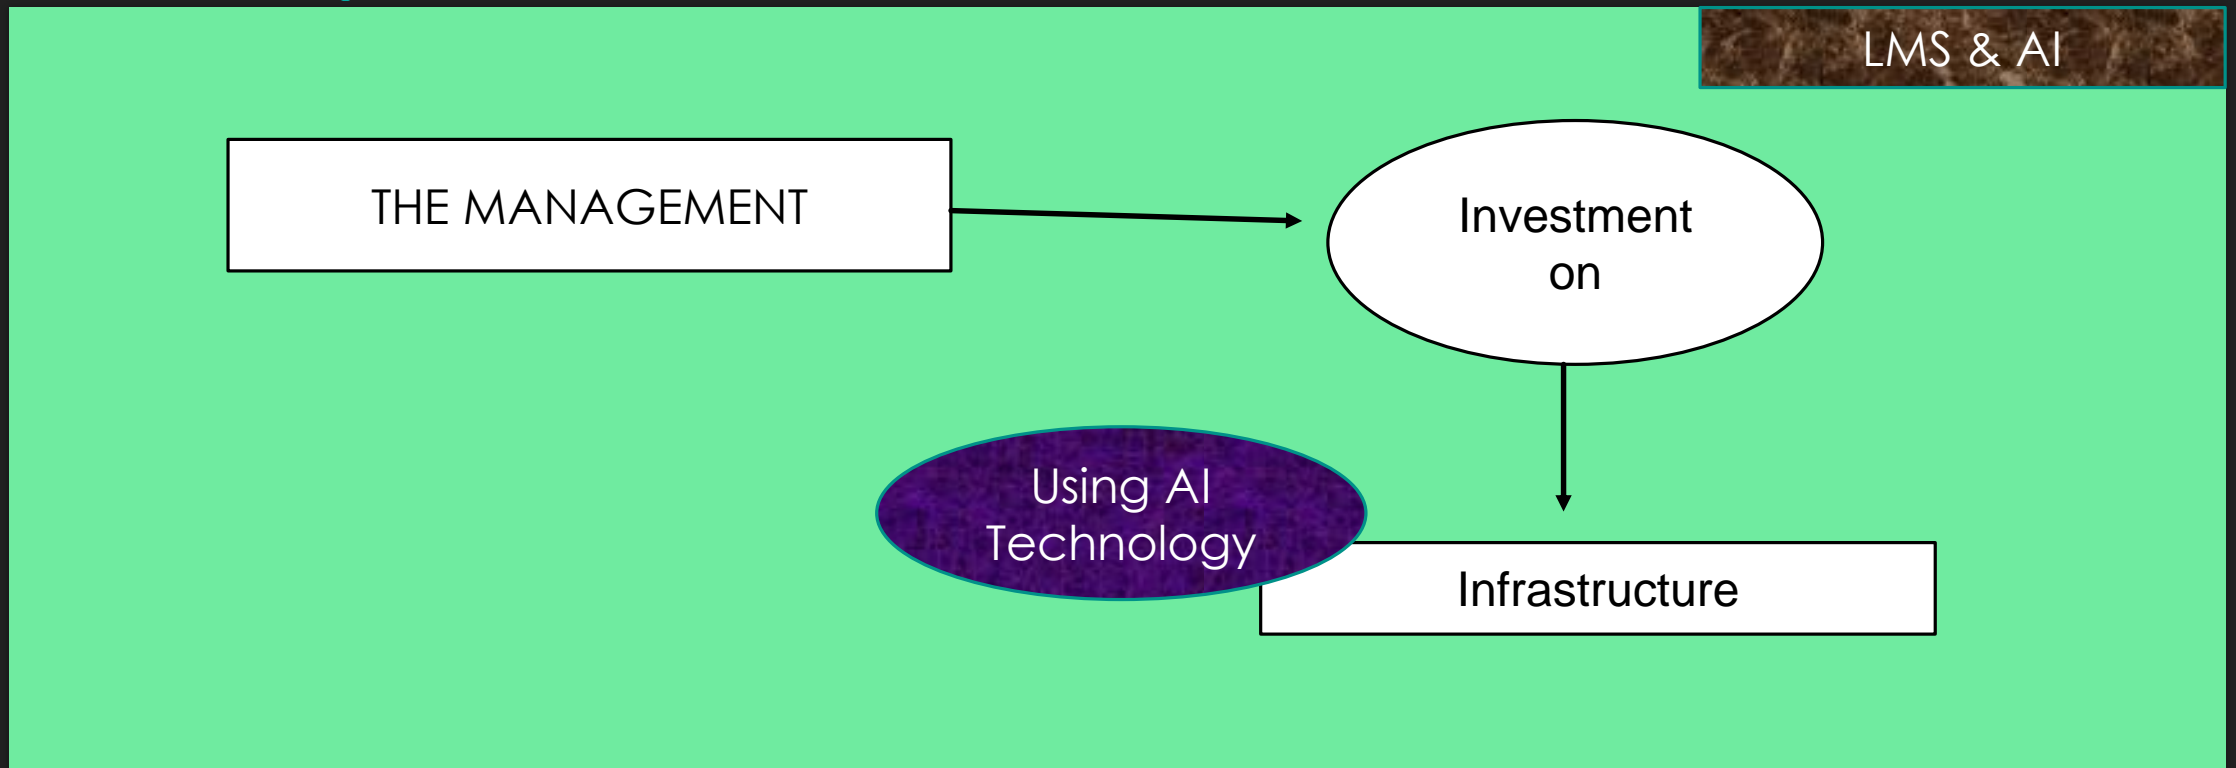 LMS & AI
THE MANAGEMENT
Investment
on
Using AI
Technology
Infrastructure